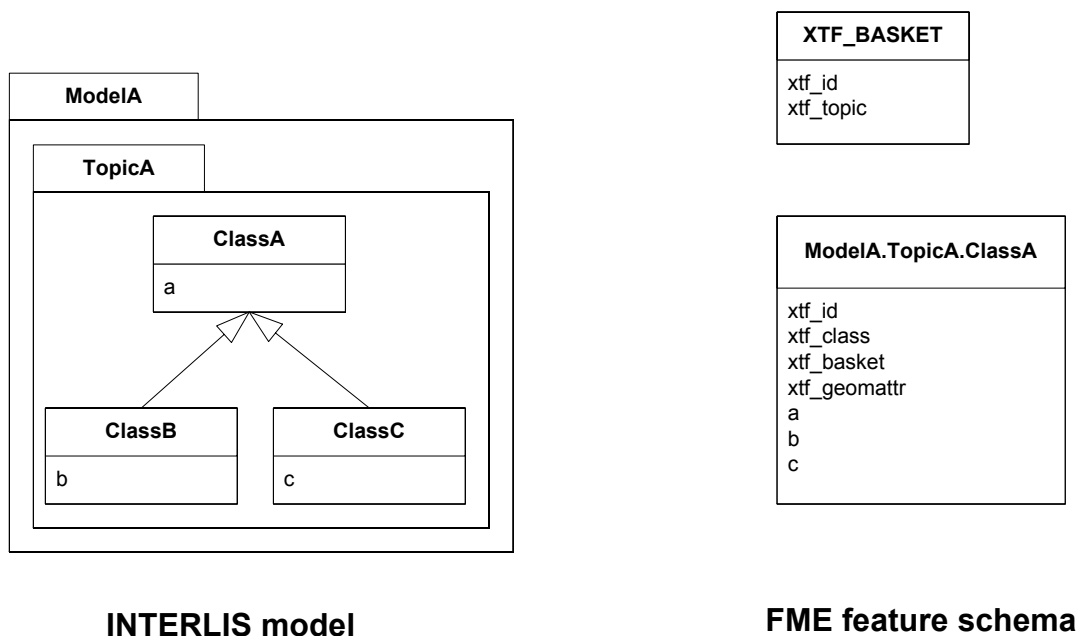 ModelA
TopicA
ClassA
a
ClassB
b
ClassC
c
INTERLIS model
XTF_BASKET
xtf_id
xtf_topic
ModelA.TopicA.ClassA
xtf_id
xtf_class
xtf_basket
xtf_geomattr
a
b
c
FME feature schema